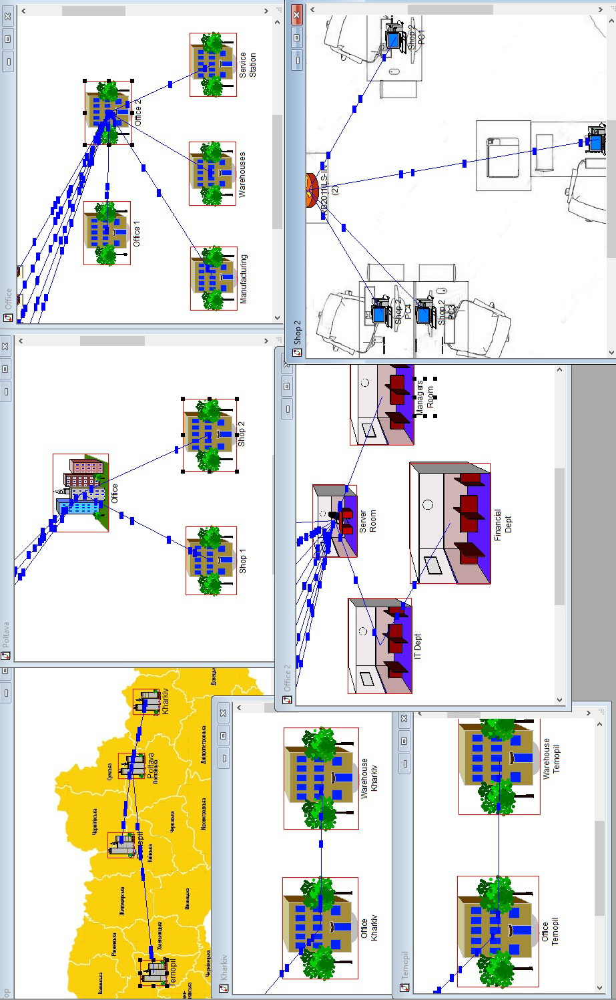 op
Ternopil
Boryspil
Poltava
Kharkiv
Волинська
Рівненська
Житомирська
Хмельницька
Вінницька
Чернівецька
Київська
Чернігівська
Черкаська
Кіровоградська
Сумська
Полтавська
Дніпропетровська
Донецька
Poltava
Office
Shop 1
Shop 2
Office
Office 1
Office 2
Manufacturing
Warehouses
Service
Station
Kharkiv
Office
Kharkiv
Warehouse
Kharkiv
Ternopil
Office
Ternopil
Warehouse
Ternopil
Office 2
IT Dept
Server
Room
Managers
Room
Financial
Dept
Shop 2
RB2011iLS-IN
(2)
Shop 2
PC1
Shop 2
PC4
Shop 2
PC3